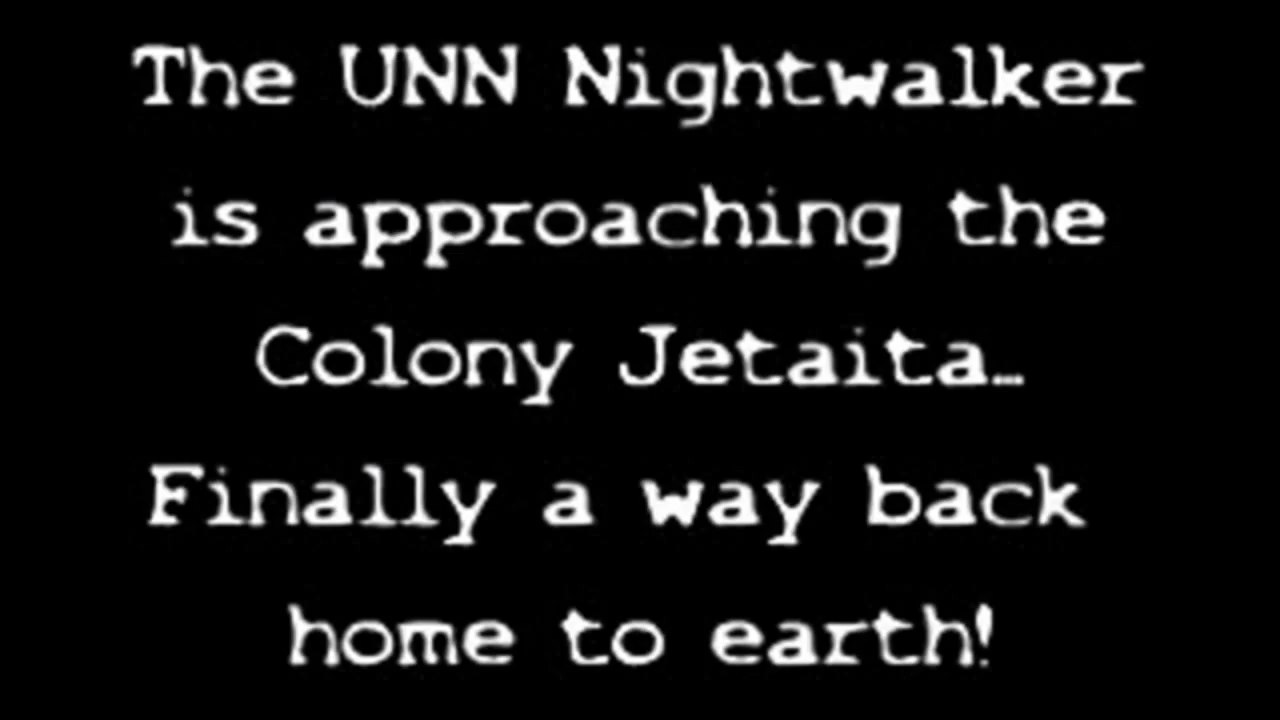 The UNN Nightwalker
is approaching the
Colony Jetaita…
Finally a way back
home to earth!